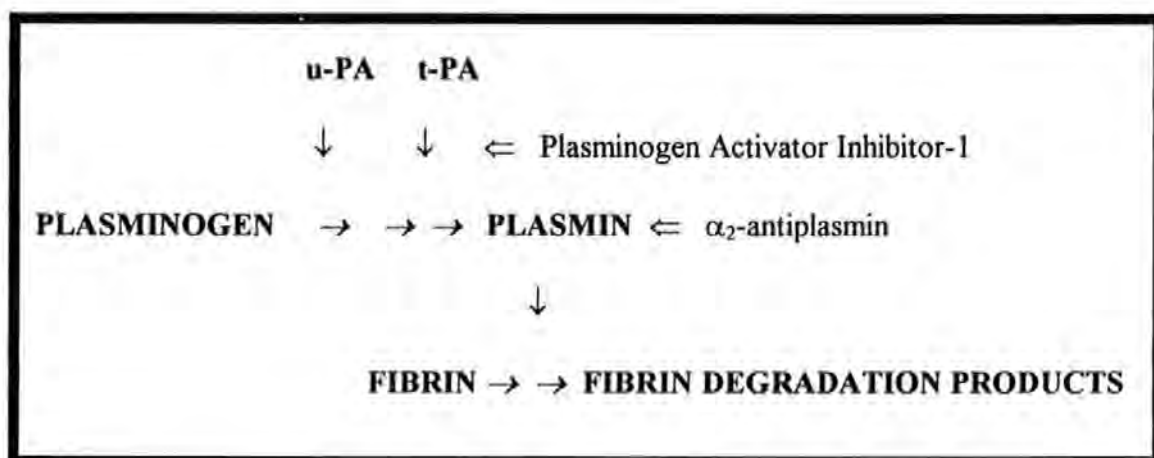 u-PA t-PA
↓ ↓ ⇐ Plasminogen Activator Inhibitor-1
PLASMINOGEN → → → PLASMIN ⇐ α₂-antiplasmin
↓
FIBRIN → → FIBRIN DEGRADATION PRODUCTS